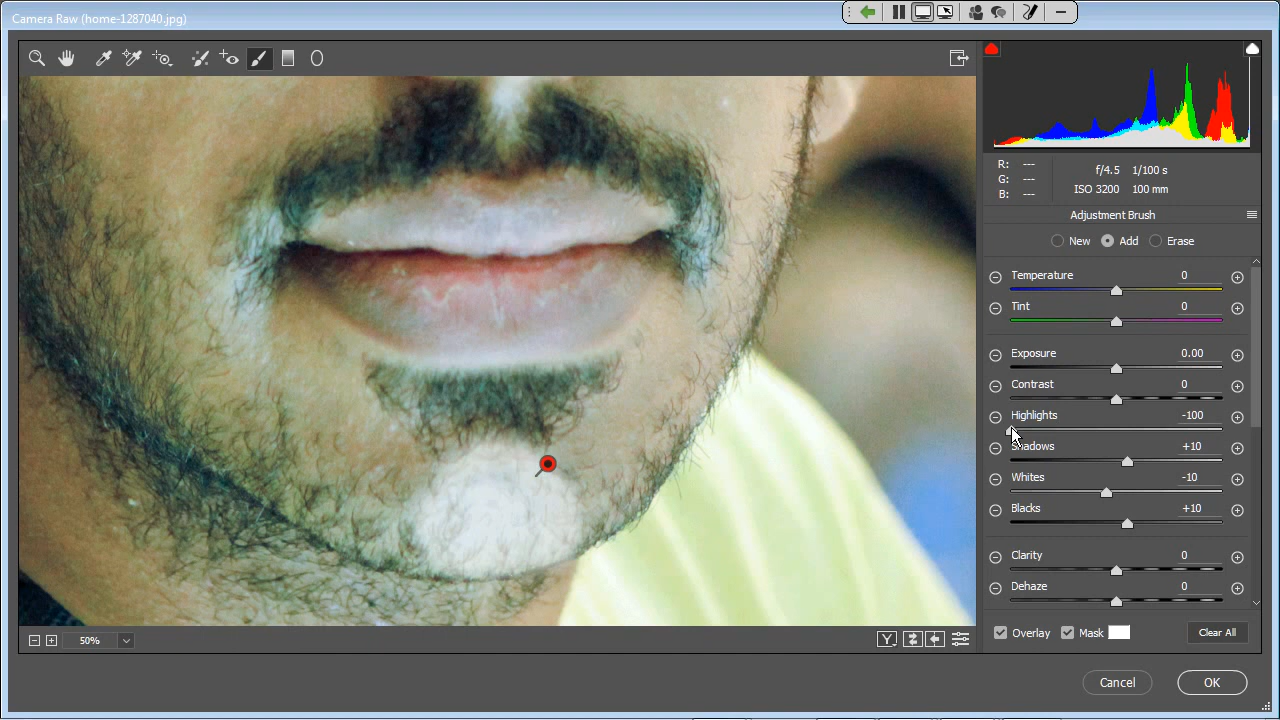 Camera Raw (home-1287040.jpg)
R: ---
G: ---
B: ---
f/4.5 1/100 s
ISO 3200 100 mm
Adjustment Brush
New Add Erase
Temperature 0
Tint 0
Exposure 0.00
Contrast 0
Highlights -100
Shadows +10
Whites -10
Blacks +10
Clarity 0
Dehaze 0
50%
Y
Overlay Mask Clear All
Cancel OK